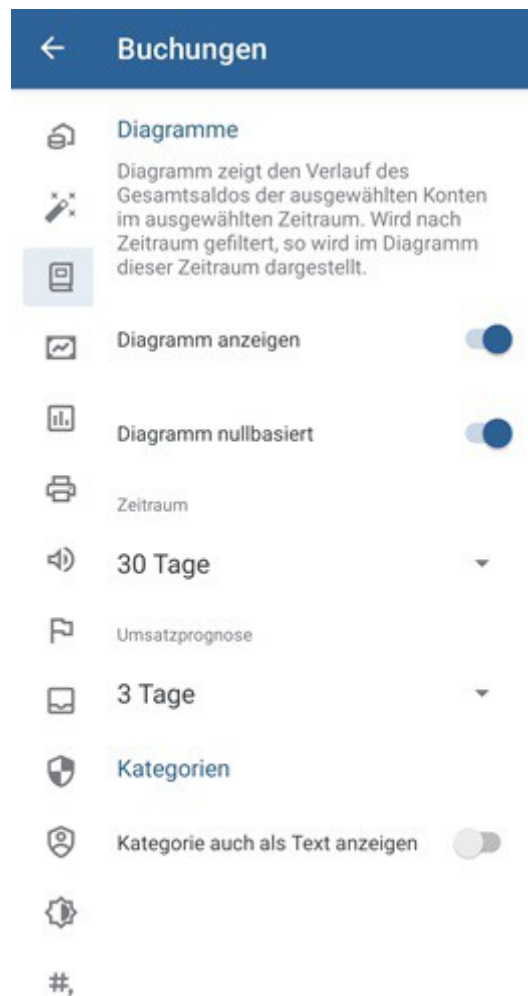 Buchungen
Diagramme
Diagramm zeigt den Verlauf des
Gesamtsaldos der ausgewählten Konten
im ausgewählten Zeitraum. Wird nach
Zeitraum gefiltert, so wird im Diagramm
dieser Zeitraum dargestellt.
Diagramm anzeigen
Diagramm nullbasiert
Zeitraum
30 Tage
Umsatzprognose
3 Tage
Kategorien
Kategorie auch als Text anzeigen
#,